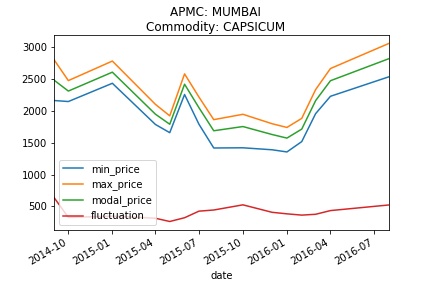 APMC: MUMBAI
Commodity: CAPSICUM
3000
2500
2000
1500
1000
500
min_price
max_price
modal_price
fluctuation
2014-10
2015-01
2015-04
2015-07
2015-10
2016-01
2016-04
2016-07
date